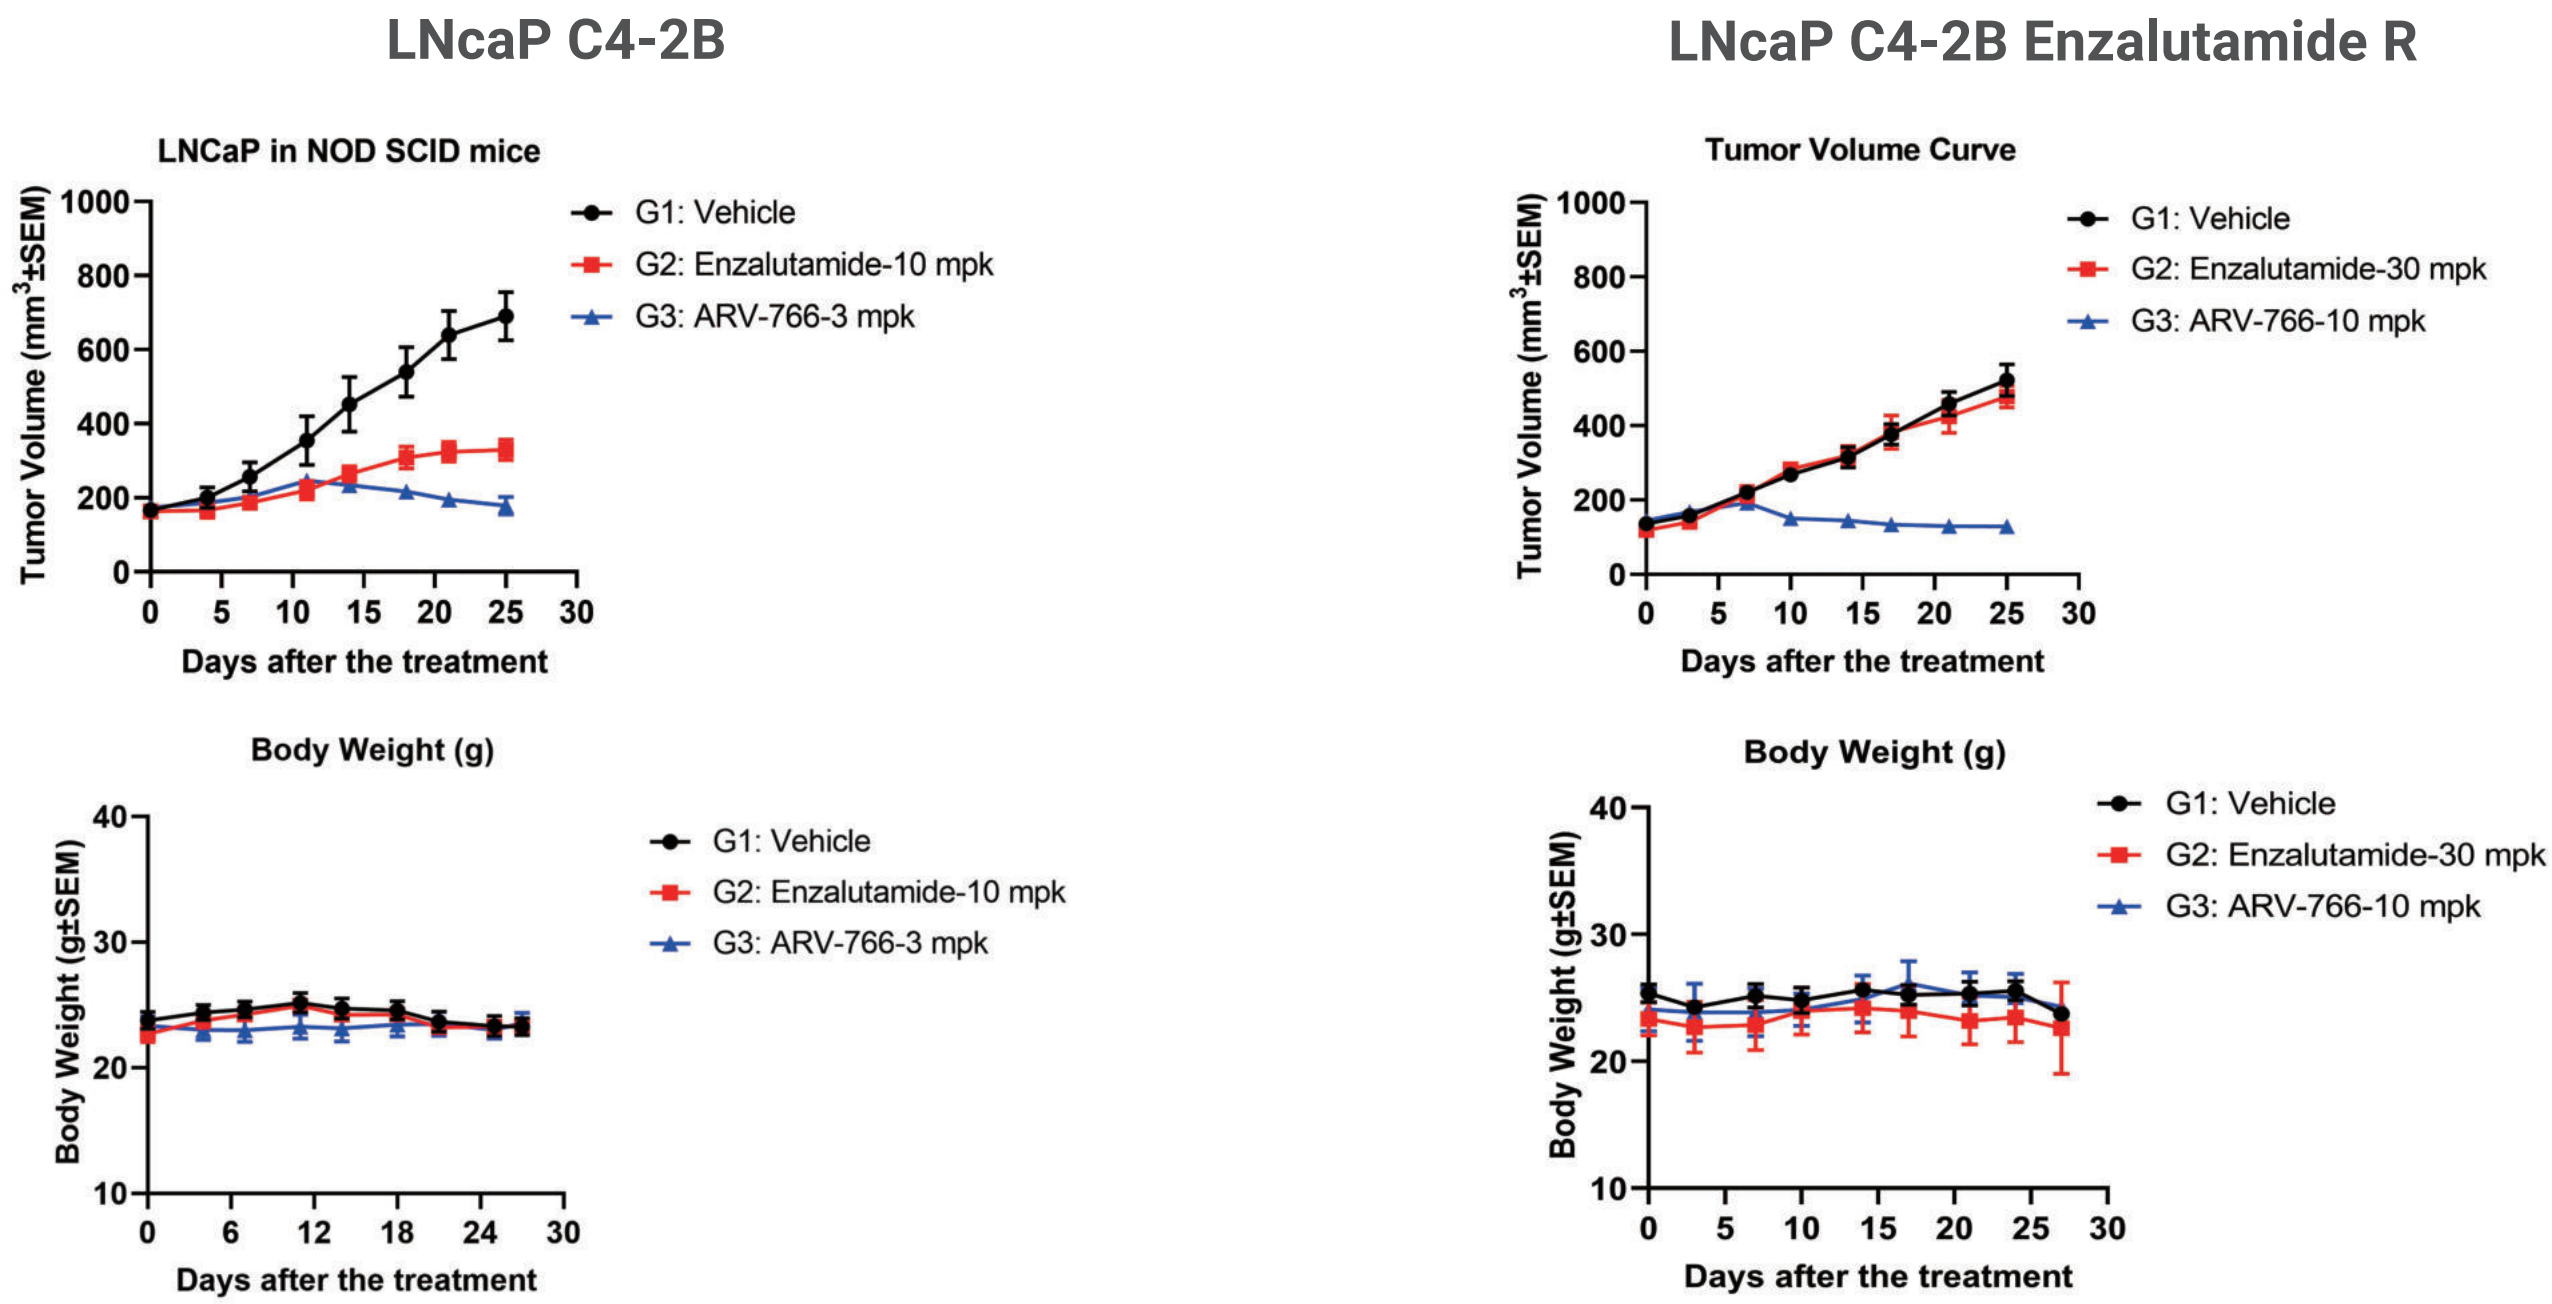 LNcaP C4-2B
LNcaP C4-2B Enzalutamide R
LNCaP in NOD SCID mice
Tumor Volume (mm³±SEM)
1000
800
600
400
200
0
0 5 10 15 20 25 30
Days after the treatment
G1: Vehicle
G2: Enzalutamide-10 mpk
G3: ARV-766-3 mpk
Tumor Volume Curve
Tumor Volume (mm³±SEM)
1000
800
600
400
200
0
0 5 10 15 20 25 30
Days after the treatment
G1: Vehicle
G2: Enzalutamide-30 mpk
G3: ARV-766-10 mpk
Body Weight (g)
Body Weight (g±SEM)
40
30
20
10
0 6 12 18 24 30
Days after the treatment
G1: Vehicle
G2: Enzalutamide-10 mpk
G3: ARV-766-3 mpk
Body Weight (g)
Body Weight (g±SEM)
40
30
20
10
0 5 10 15 20 25 30
Days after the treatment
G1: Vehicle
G2: Enzalutamide-30 mpk
G3: ARV-766-10 mpk